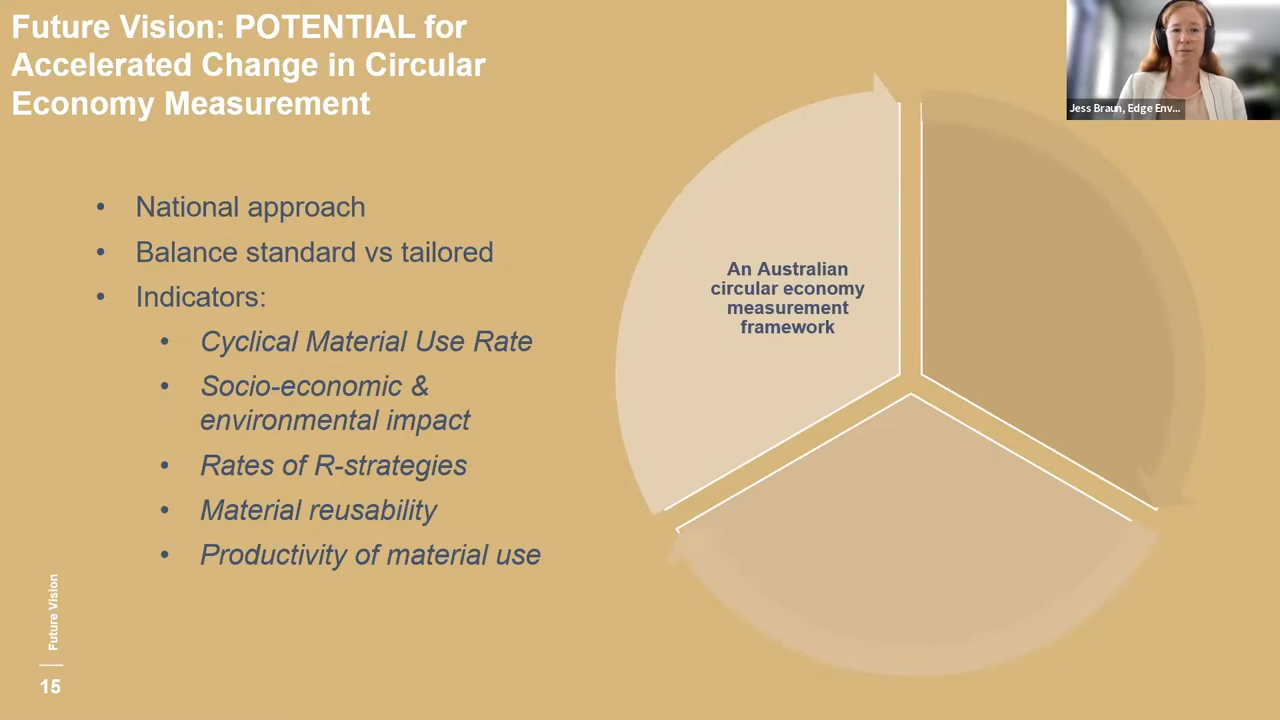 Future Vision: POTENTIAL for
Accelerated Change in Circular
Economy Measurement
Jess Braun, Edge Env...
• National approach
• Balance standard vs tailored
• Indicators:
• Cyclical Material Use Rate
• Socio-economic &
environmental impact
• Rates of R-strategies
• Material reusability
• Productivity of material use
An Australian
circular economy
measurement
framework
Future Vision
15